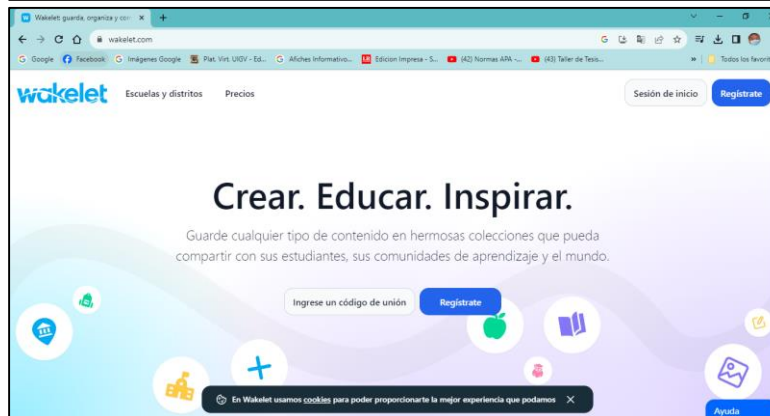 Wakelet: guarda, organiza y con
wakelet.com
Google
Facebook
Imágenes Google
Plat. Virt. UIGV - Ed...
Afiches Informativo...
Edicion Impresa - S...
(42) Normas APA -...
(43) Taller de Tesis...
»
Todos los favorit
wakelet
Escuelas y distritos
Precios
Sesión de inicio
Regístrate
Crear. Educar. Inspirar.
Guarde cualquier tipo de contenido en hermosas colecciones que pueda
compartir con sus estudiantes, sus comunidades de aprendizaje y el mundo.
Ingrese un código de unión
Regístrate
En Wakelet usamos cookies para poder proporcionarte la mejor experiencia que podamos
Ayuda